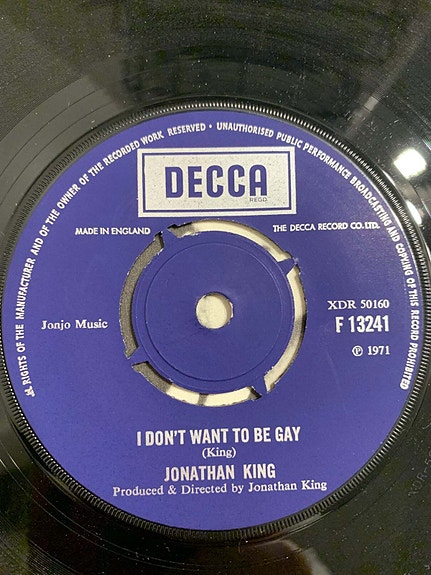 ALL RIGHTS OF THE MANUFACTURER AND OF THE OWNER OF THE RECORDED WORK RESERVED • UNAUTHORISED PUBLIC PERFORMANCE BROADCASTING AND COPYING OF THIS RECORD PROHIBITED
DECCA
REGD.
MADE IN ENGLAND
THE DECCA RECORD CO. LTD.
XDR 50160
Jonjo Music
F 13241
℗ 1971
I DON'T WANT TO BE GAY
(King)
JONATHAN KING
Produced & Directed by Jonathan King